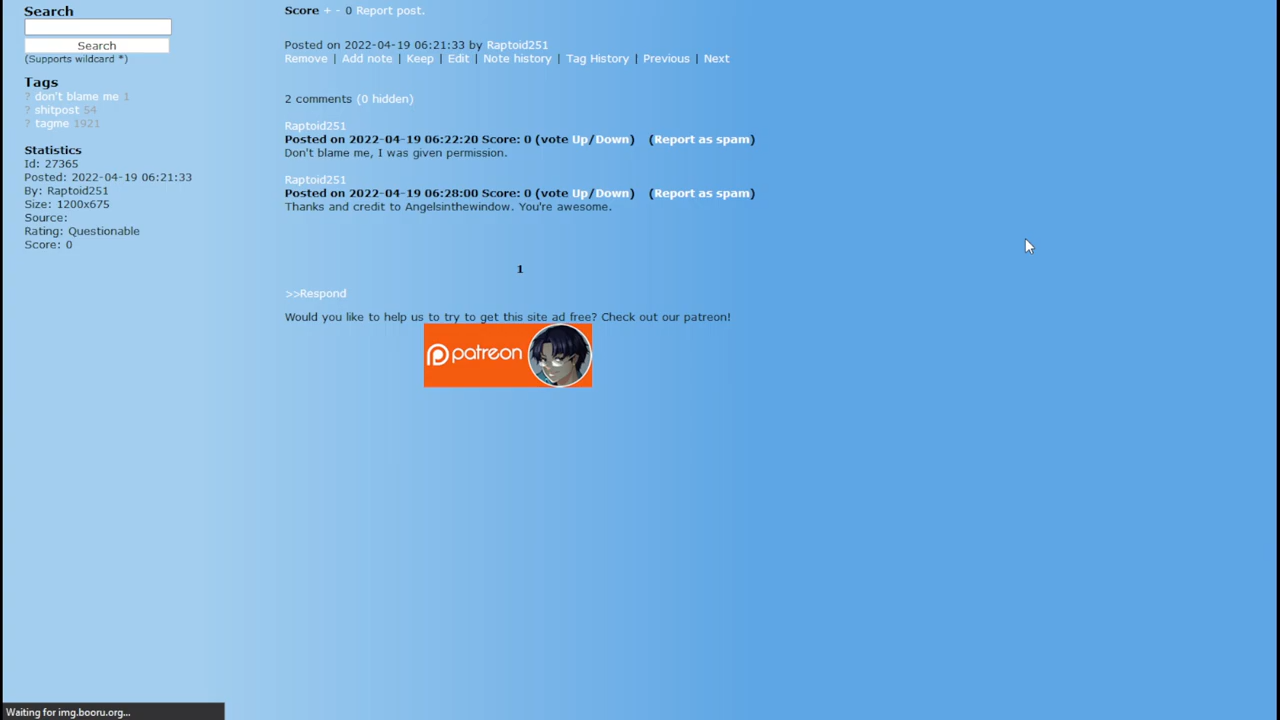 Search
Search
(Supports wildcard *)
Tags
? don't blame me 1
? shitpost 54
? tagme 1921
Statistics
Id: 27365
Posted: 2022-04-19 06:21:33
By: Raptoid251
Size: 1200x675
Source:
Rating: Questionable
Score: 0
Score + - 0 Report post.
Posted on 2022-04-19 06:21:33 by Raptoid251
Remove | Add note | Keep | Edit | Note history | Tag History | Previous | Next
2 comments (0 hidden)
Raptoid251
Posted on 2022-04-19 06:22:20 Score: 0 (vote Up/Down) (Report as spam)
Don't blame me, I was given permission.
Raptoid251
Posted on 2022-04-19 06:28:00 Score: 0 (vote Up/Down) (Report as spam)
Thanks and credit to Angelsinthewindow. You're awesome.
1
>>Respond
Would you like to help us to try to get this site ad free? Check out our patreon!
patreon
Waiting for img.booru.org...